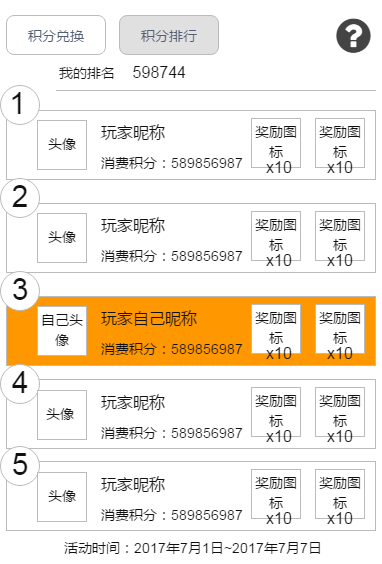 积分兑换
积分排行
?
我的排名 598744
1
头像
玩家昵称
消费积分：589856987
奖励图标
x10
奖励图标
x10
2
头像
玩家昵称
消费积分：589856987
奖励图标
x10
奖励图标
x10
3
自己头像
玩家自己昵称
消费积分：589856987
奖励图标
x10
奖励图标
x10
4
头像
玩家昵称
消费积分：589856987
奖励图标
x10
奖励图标
x10
5
头像
玩家昵称
消费积分：589856987
奖励图标
x10
奖励图标
x10
活动时间：2017年7月1日~2017年7月7日